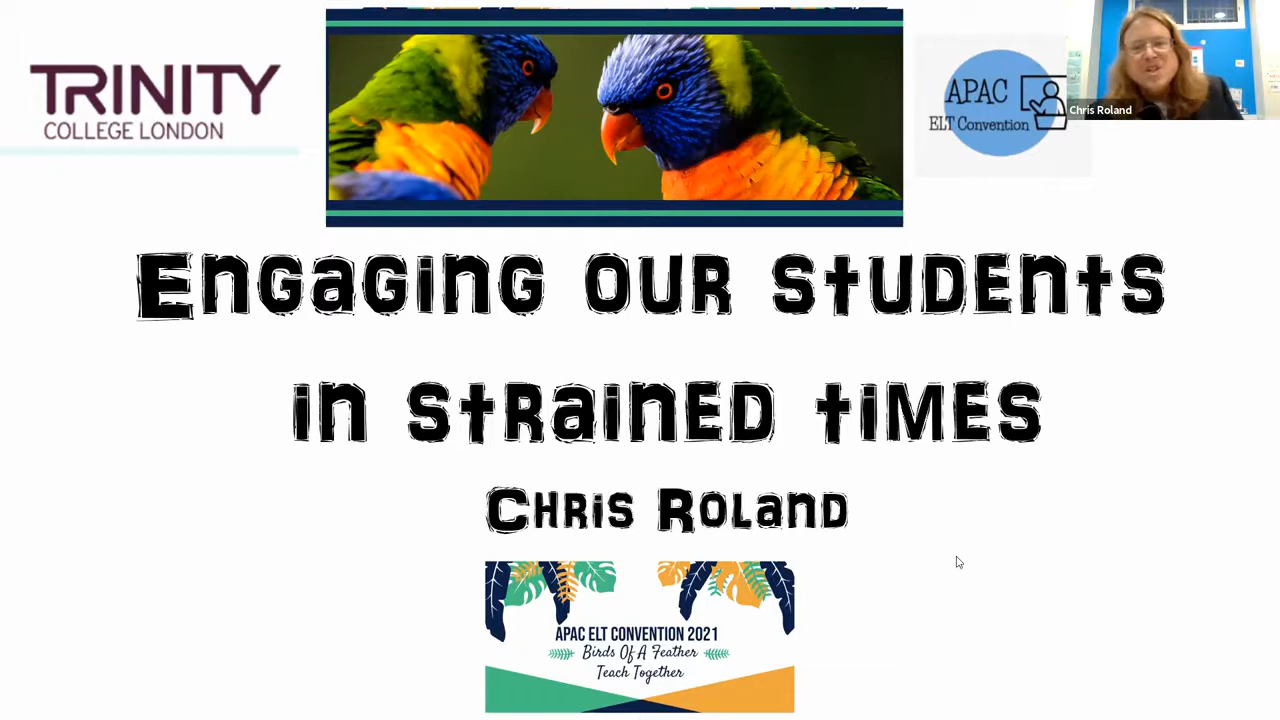 TRINITY
COLLEGE LONDON
APAC
ELT Convention
Chris Roland
Engaging our students
in strained times
Chris Roland
APAC ELT CONVENTION 2021
Birds Of A Feather
Teach Together